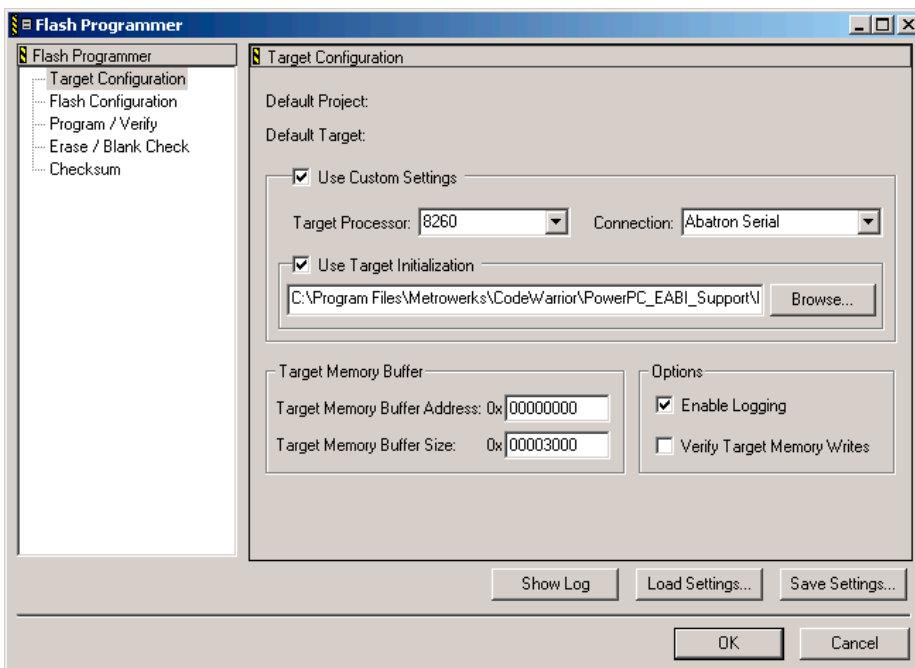 Flash Programmer
Flash Programmer
Target Configuration
Flash Configuration
Program / Verify
Erase / Blank Check
Checksum
Target Configuration
Default Project:
Default Target:
Use Custom Settings
Target Processor: 8260 Connection: Abatron Serial
Use Target Initialization
C:\Program Files\Metrowerks\CodeWarrior\PowerPC_EABI_Support\I Browse...
Target Memory Buffer
Target Memory Buffer Address: 0x 00000000
Target Memory Buffer Size: 0x 00003000
Options
Enable Logging
Verify Target Memory Writes
Show Log Load Settings... Save Settings...
OK Cancel